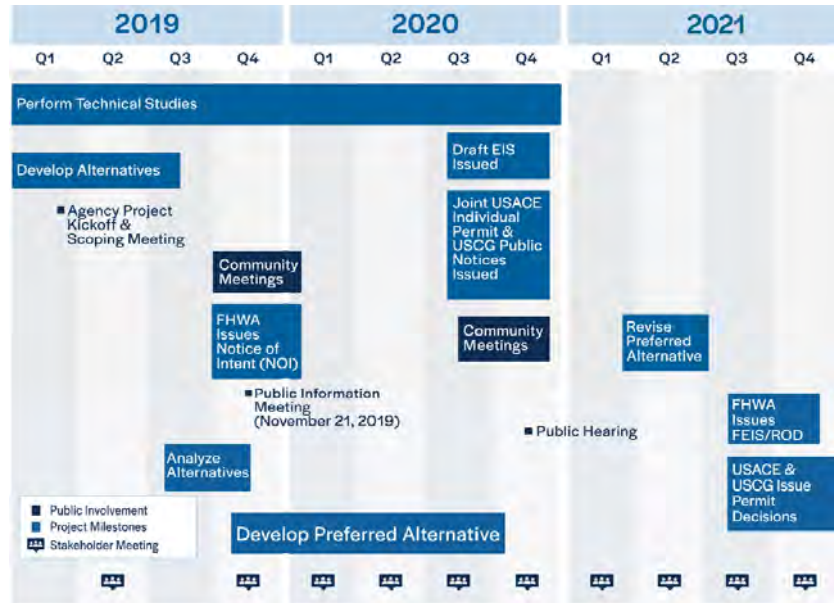 2019
2020
2021
Q1 Q2 Q3 Q4 Q1 Q2 Q3 Q4 Q1 Q2 Q3 Q4
Perform Technical Studies
Draft EIS
Issued
Develop Alternatives
Joint USACE
Individual
Permit &
USCG Public
Notices
Issued
Agency Project
Kickoff &
Scoping Meeting
Community
Meetings
FHWA
Issues
Notice of
Intent (NOI)
Community
Meetings
Revise
Preferred
Alternative
Public Information
Meeting
(November 21, 2019)
Public Hearing
FHWA
Issues
FEIS/ROD
Analyze
Alternatives
USACE &
USCG Issue
Permit
Decisions
Public Involvement
Project Milestones
Stakeholder Meeting
Develop Preferred Alternative